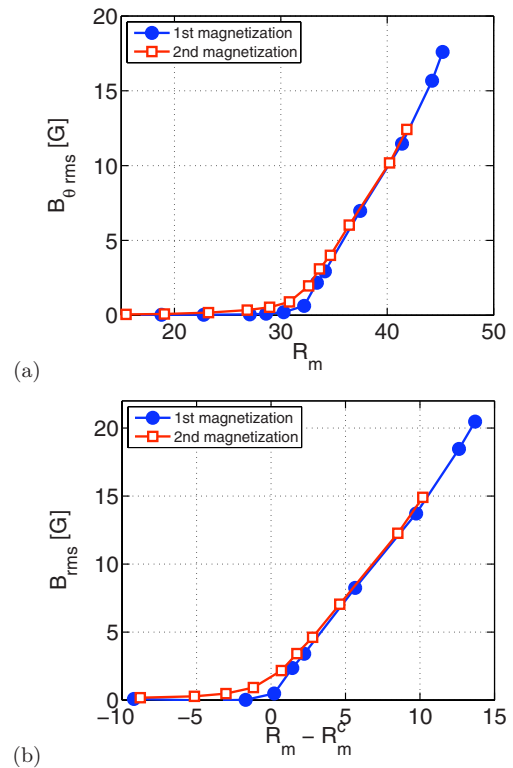 1st magnetization
2nd magnetization
20
15
10
5
0
B_θ rms [G]
20 30 40 50
R_m
(a)
1st magnetization
2nd magnetization
20
15
10
5
0
B_rms [G]
−10 −5 0 5 10 15
R_m − R_m^c
(b)